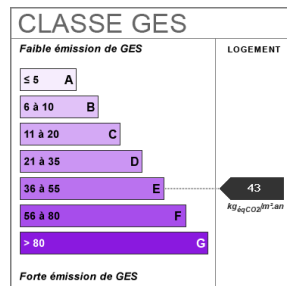 CLASSE GES
Faible émission de GES
LOGEMENT
≤ 5 A
6 à 10 B
11 à 20 C
21 à 35 D
36 à 55 E
43
kgéqCO2/m².an
56 à 80 F
> 80 G
Forte émission de GES